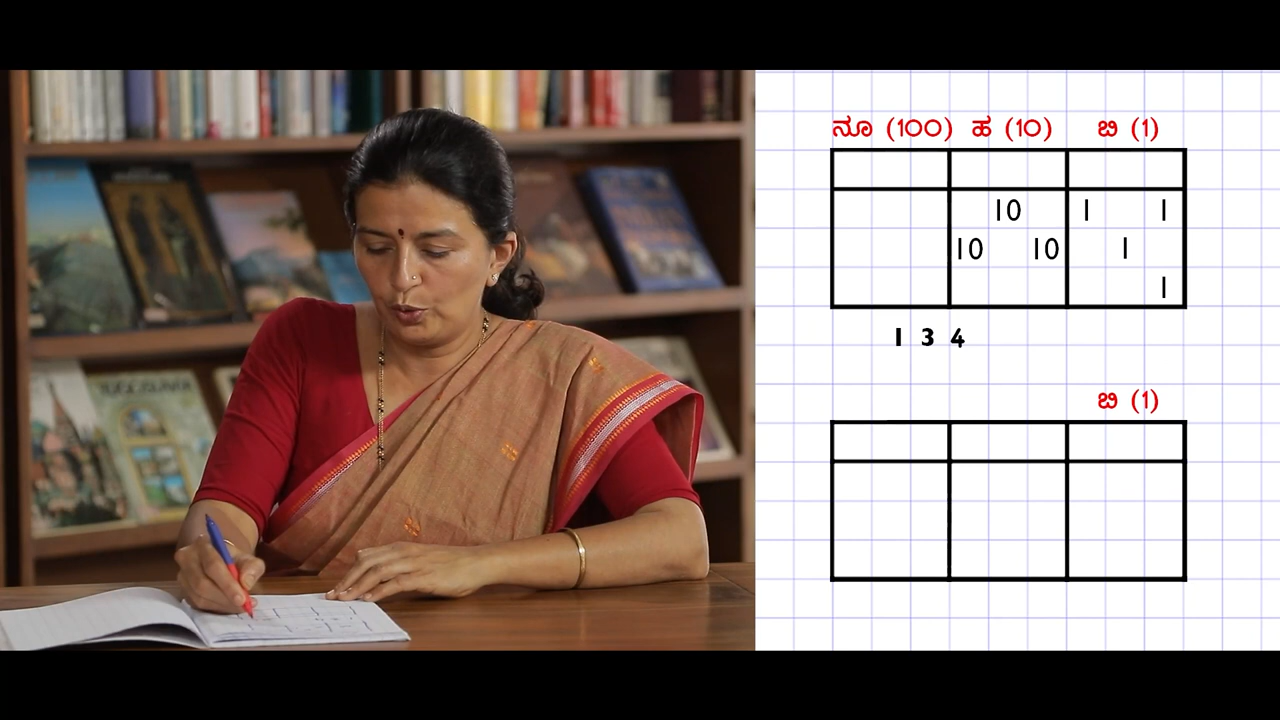 ನೂ (100) ಹ (10) ಬಿ (1)
10 1 1
10 10 1
1
1 3 4
ಬಿ (1)